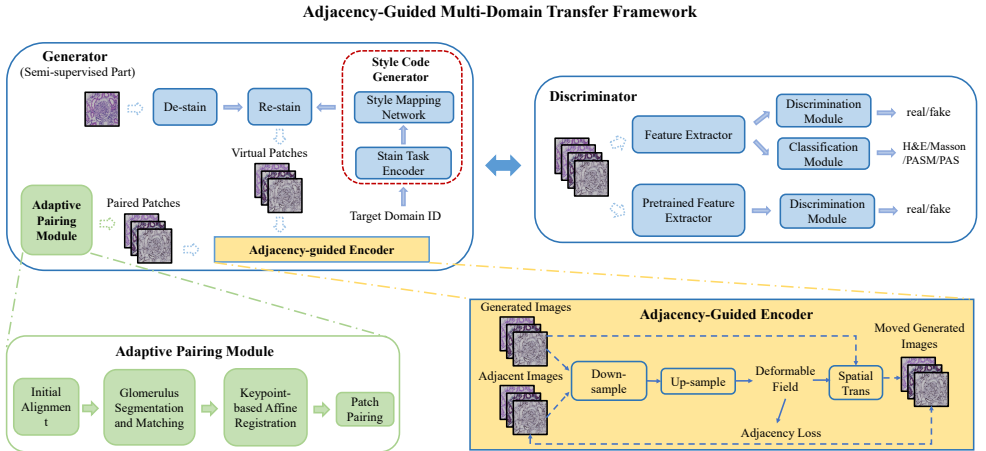 Adjacency-Guided Multi-Domain Transfer Framework
Generator
(Semi-supervised Part)
De-stain
Re-stain
Style Code
Generator
Style Mapping
Network
Stain Task
Encoder
Target Domain ID
Virtual Patches
Adaptive
Pairing
Module
Paired Patches
Adjacency-guided Encoder
Discriminator
Feature Extractor
Discrimination
Module
real/fake
Classification
Module
H&E/Masson
/PASM/PAS
Pretrained Feature
Extractor
Discrimination
Module
real/fake
Adaptive Pairing Module
Initial
Alignmen
t
Glomerulus
Segmentation
and Matching
Keypoint-
based Affine
Registration
Patch
Pairing
Adjacency-Guided Encoder
Generated Images
Adjacent Images
Down-
sample
Up-sample
Deformable
Field
Adjacency Loss
Spatial
Trans
Moved Generated
Images